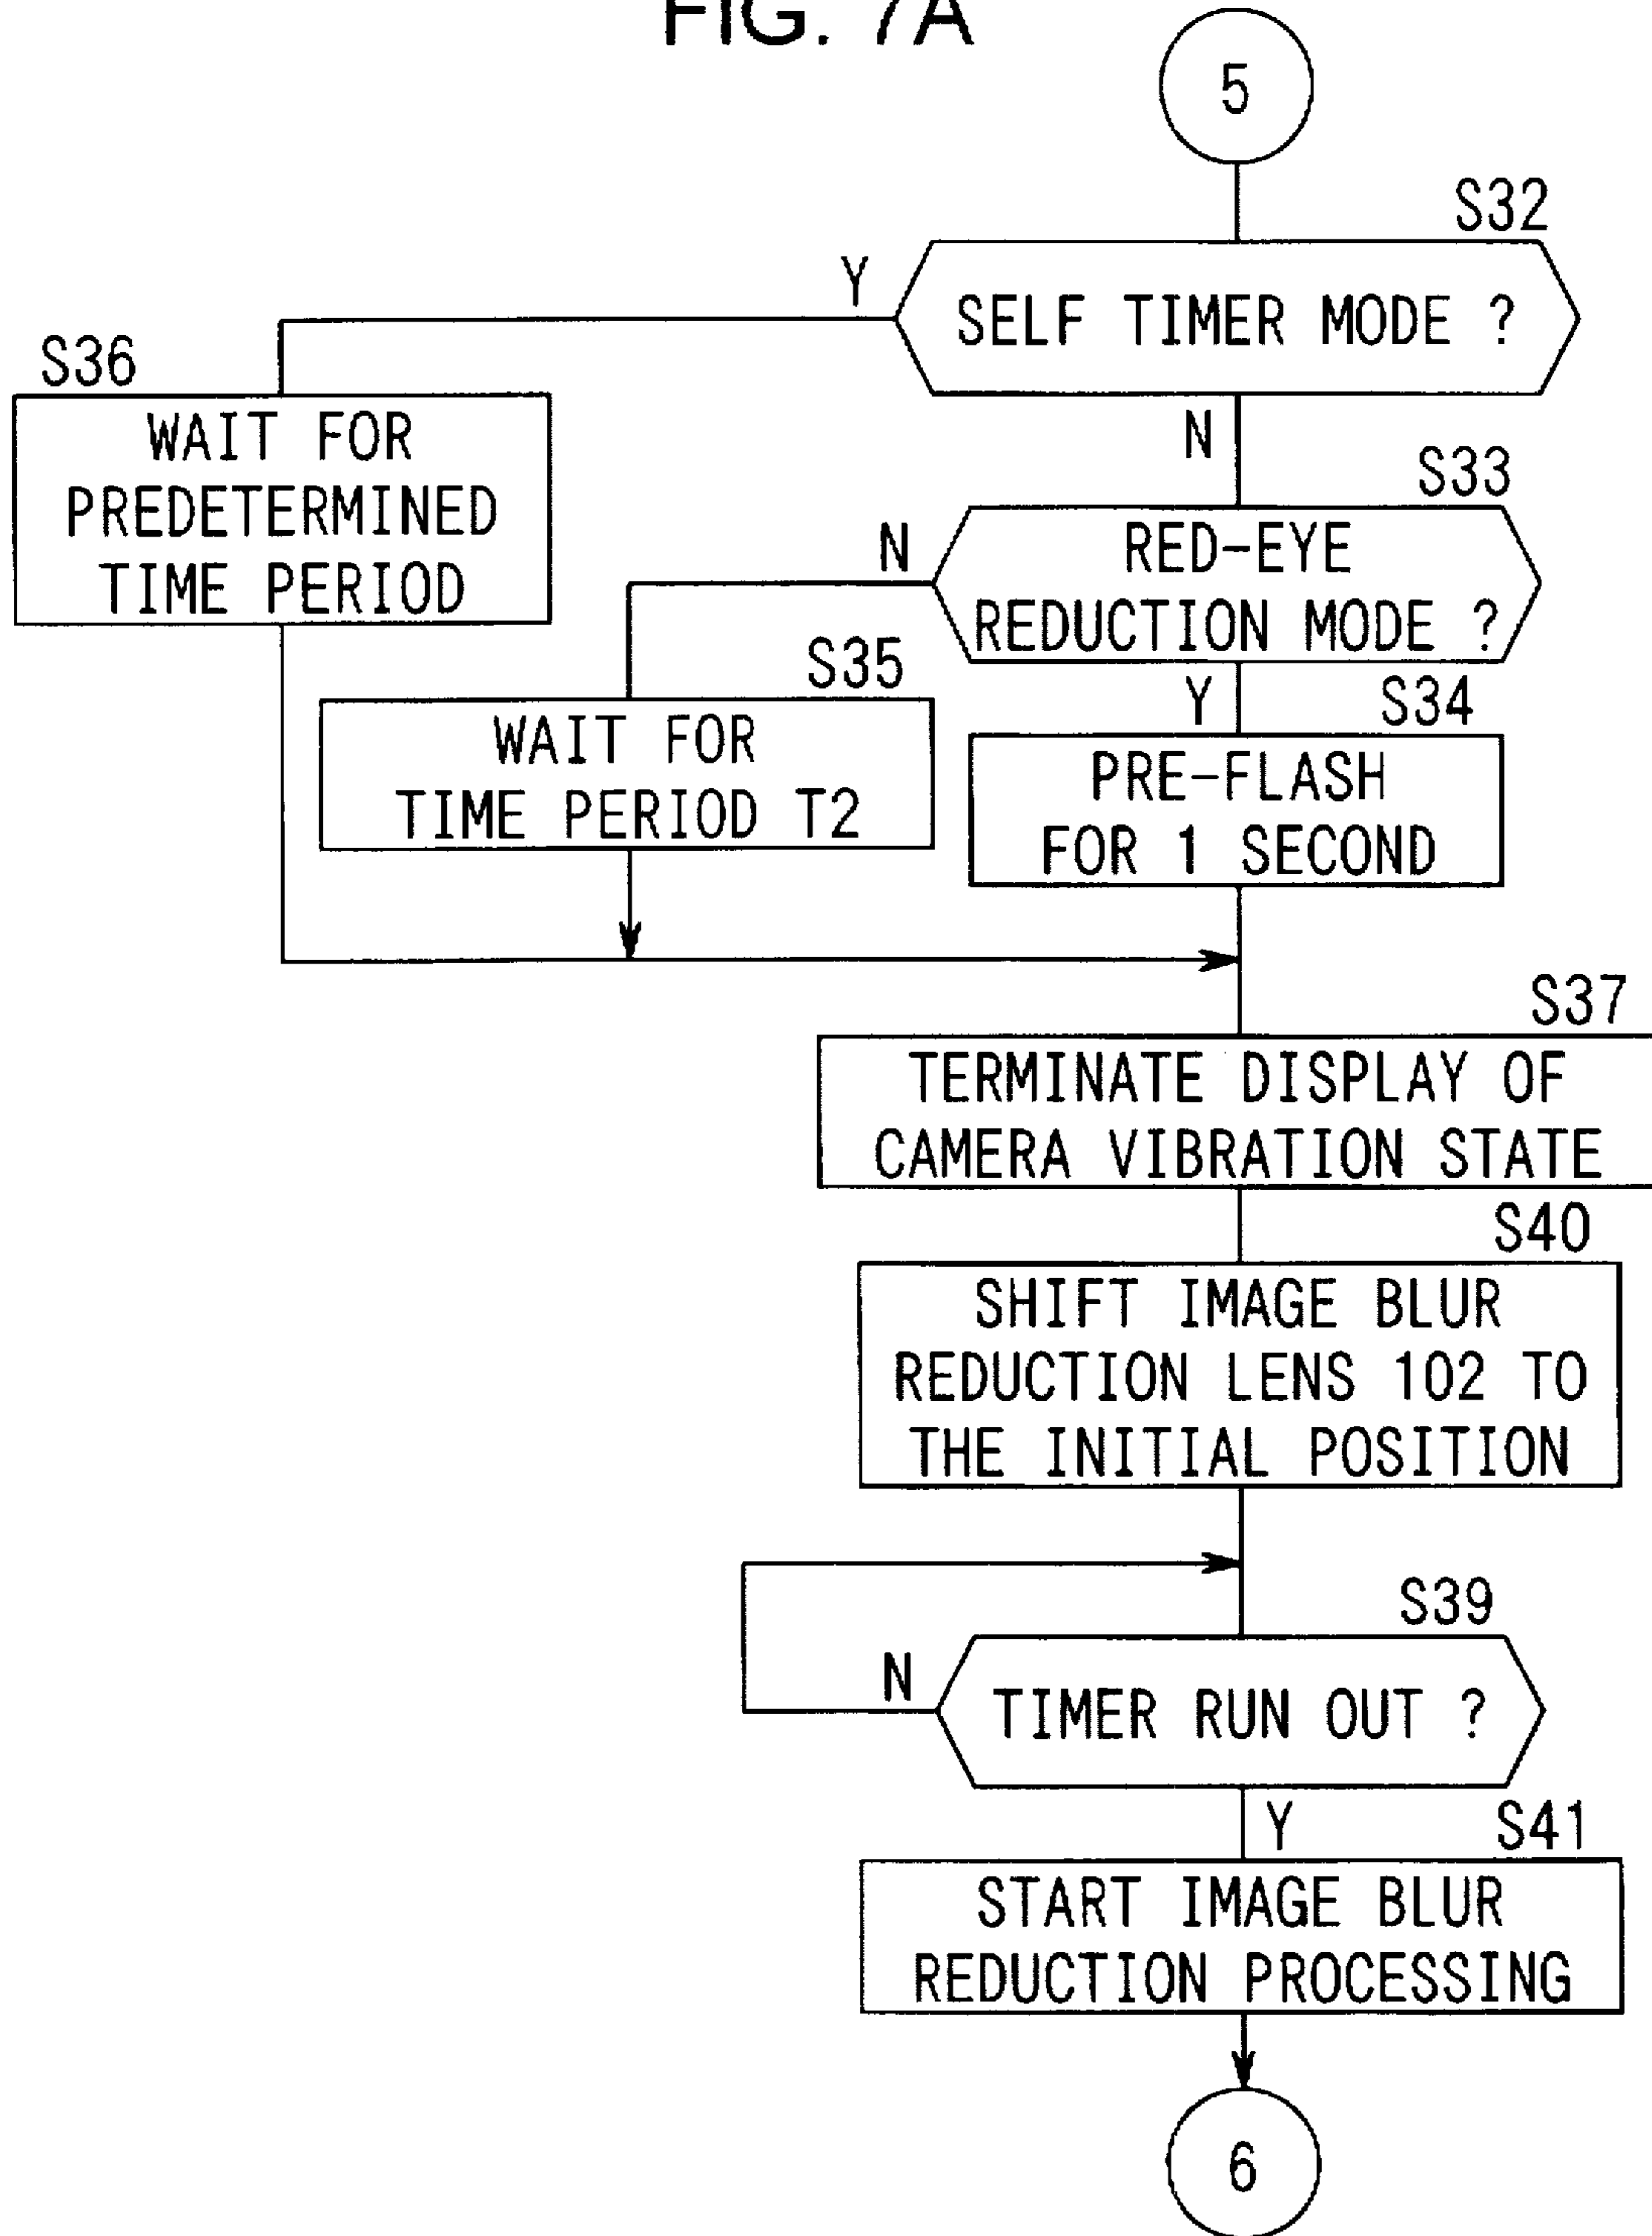 FIG. 7A
5
S32
Y
SELF TIMER MODE ?
S36
N
WAIT FOR
PREDETERMINED
TIME PERIOD
S33
N
RED-EYE
REDUCTION MODE ?
S35
Y
S34
WAIT FOR
TIME PERIOD T2
PRE-FLASH
FOR 1 SECOND
S37
TERMINATE DISPLAY OF
CAMERA VIBRATION STATE
S40
SHIFT IMAGE BLUR
REDUCTION LENS 102 TO
THE INITIAL POSITION
S39
N
TIMER RUN OUT ?
Y
S41
START IMAGE BLUR
REDUCTION PROCESSING
6